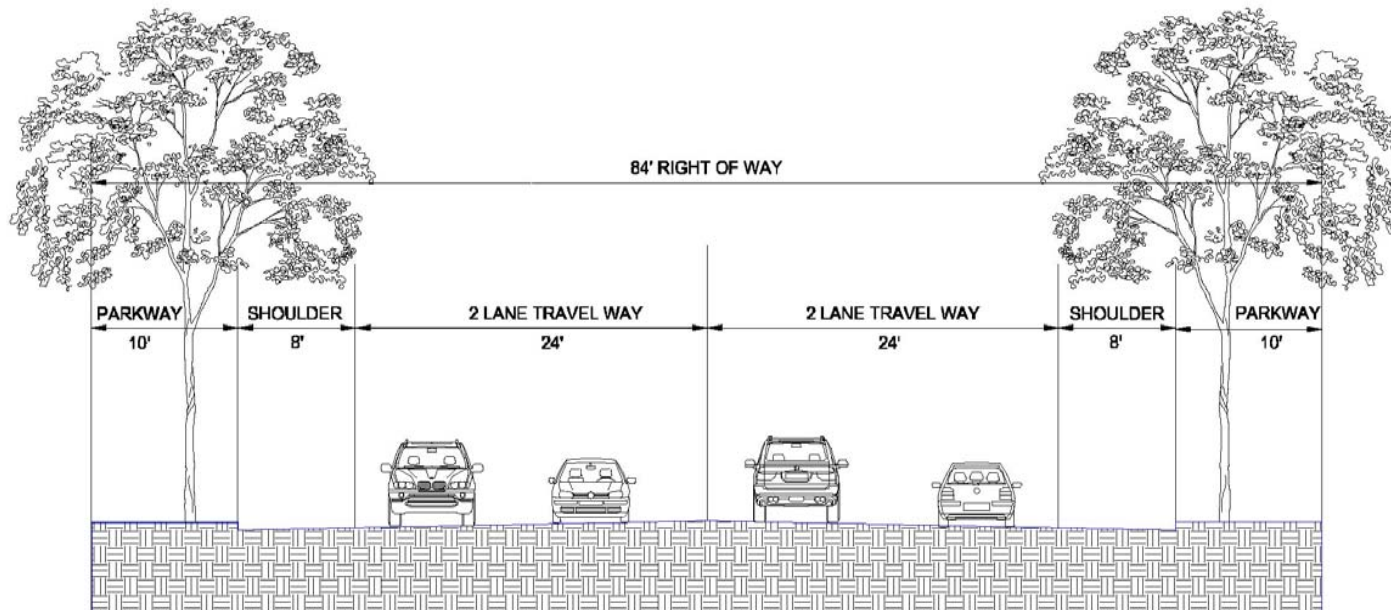 84' RIGHT OF WAY
PARKWAY
10'
SHOULDER
8'
2 LANE TRAVEL WAY
24'
2 LANE TRAVEL WAY
24'
SHOULDER
8'
PARKWAY
10'